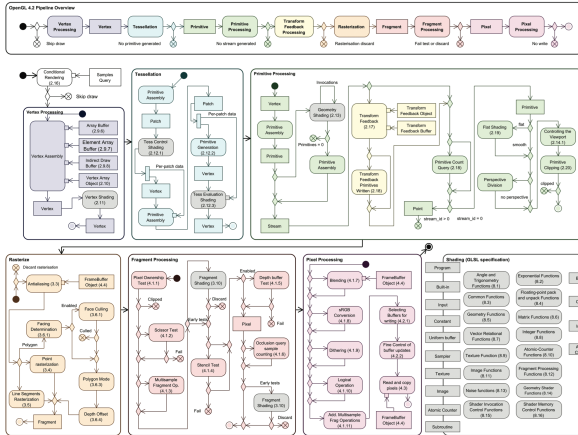 OpenGL 4.2 Pipeline Overview
Vertex Processing
Vertex
Tessellation
Primitive
Primitive Processing
Transform Feedback Processing
Rasterisation
Fragment
Fragment Processing
Pixel
Pixel Processing
Skip draw
No primitive generated
No stream generated
Rasterisation discard
Fail test or discard
No write
Conditional
Rendering
(2.16)
Samples
Query
Skip draw
Vertex Processing
Array Buffer
(2.9.6)
Element Array
Buffer (2.9.7)
Vertex Assembly
Indirect Draw
Buffer (2.9.8)
Vertex Array
Object (2.10)
Vertex
Vertex Shading
(2.11)
Vertex
Tessellation
Primitive
Assembly
Patch
Patch
Per-patch data
Tess Control
Shading
(2.12.1)
Primitive
Generation
(2.12.2)
Per-patch data
Patch
Vertex
Tess Evaluation
Shading
(2.12.3)
Primitive
Assembly
Vertex
Primitive Processing
Invocations
Vertex
Geometry
Shading
(2.13)
Primitive
Assembly
Primitives = 0
Primitive
Primitive
Assembly
Stream
Transform
Feedback
(2.17)
Transform
Feedback Object
Transform
Feedback Buffer
Transform
Feedback
Primitives
Written (2.18)
Primitive Count
Query (2.18)
Point
stream_id > 0
stream_id = 0
Primitive
Flat Shading
(2.19)
flat
smooth
Controlling the
Viewport
(2.14.1)
Primitive
Clipping (2.20)
clipped
Perspective
Division
no perspective
Rasterize
Discard rasterisation
Antialiasing (3.3)
FrameBuffer
Object (4.4)
Enabled
Face Culling
(3.6.1)
Facing
Determination
(3.6.1)
Culled
Polygon
Point
rasterization
(3.4)
Polygon Mode
(3.6.3)
Line Segments
Rasterization
(3.5)
Depth Offset
(3.6.4)
Fragment
Fragment Processing
Pixel Ownership
Test (4.1.1)
Fragment
Shading (3.10)
Enabled
Depth buffer
Test (4.1.5)
Clipped
Discard
Scissor Test
(4.1.2)
Early tests
Pixel
Fail
Fail
Occlusion query
sample
counting (4.1.6)
Multisample
Fragment Op.
(4.1.3)
Stencil Test
(4.1.4)
Early tests
Fragment
Shading (3.10)
Fail
Discard
Pixel Processing
Blending (4.1.7)
FrameBuffer
Object (4.4)
sRGB
Conversion
(4.1.8)
Selecting
Buffers for
writing (4.2.1)
Dithering (4.1.9)
Fine Control of
buffer updates
(4.2.2)
Logical
Operation
(4.1.10)
Read and copy
pixels (4.3)
Add. Multisample
Frag Operations
(4.1.11)
FrameBuffer
Object (4.4)
Shading (GLSL specification)
Program
Built-in
Input
Constant
Uniform buffer
Sampler
Texture
Image
Atomic Counter
Subroutine
Angle and
Trigonometry Functions
(8.1)
Exponential Functions
(8.2)
Common Functions
(8.3)
Floating-point pack
and unpack Functions
(8.4)
Geometry Functions
(8.5)
Matrix Functions (8.6)
Vector Relational
Functions (8.7)
Integer Functions
(8.8)
Texture Functions (8.9)
Atomic-Counter
Functions (8.10)
Image Functions
(8.11)
Fragment Processing
Functions (8.12)
Noise functions (8.13)
Geometry Shader
Functions (8.14)
Shader Invocation
Control Functions
(8.15)
Shader Memory
Control Functions
(8.16)